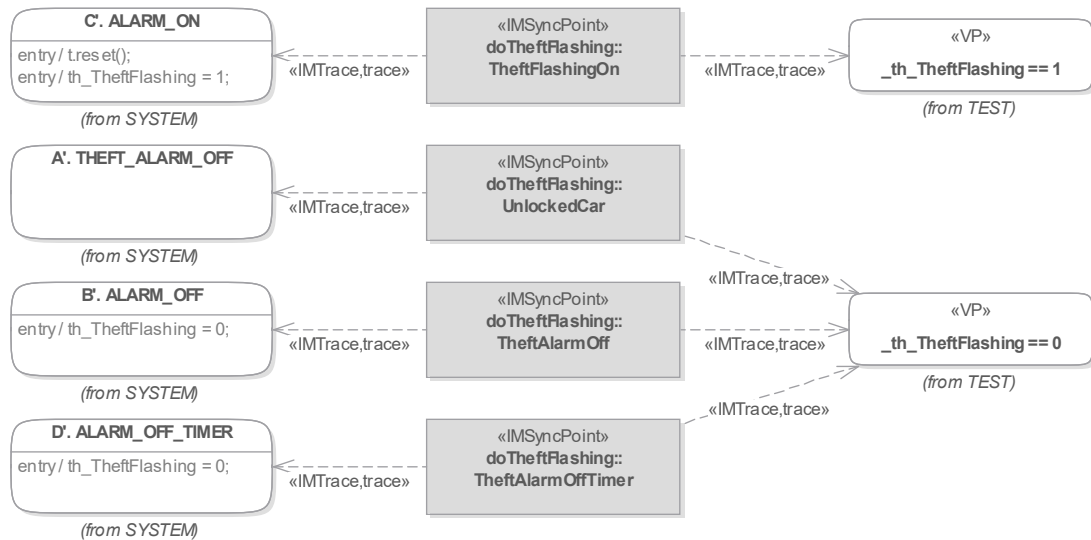 C'. ALARM_ON
entry / t.reset();
entry / th_TheftFlashing = 1;
(from SYSTEM)
«IMTrace,trace»
«IMSyncPoint»
doTheftFlashing::
TheftFlashingOn
«IMTrace,trace»
«VP»
_th_TheftFlashing == 1
(from TEST)
A'. THEFT_ALARM_OFF
(from SYSTEM)
«IMTrace,trace»
«IMSyncPoint»
doTheftFlashing::
UnlockedCar
«IMTrace,trace»
B'. ALARM_OFF
entry / th_TheftFlashing = 0;
(from SYSTEM)
«IMTrace,trace»
«IMSyncPoint»
doTheftFlashing::
TheftAlarmOff
«IMTrace,trace»
«VP»
_th_TheftFlashing == 0
(from TEST)
D'. ALARM_OFF_TIMER
entry / th_TheftFlashing = 0;
(from SYSTEM)
«IMTrace,trace»
«IMSyncPoint»
doTheftFlashing::
TheftAlarmOffTimer
«IMTrace,trace»